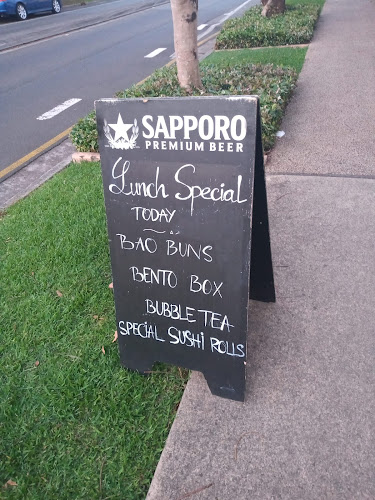 SAPPORO
PREMIUM BEER
Lunch Special
TODAY
BAO BUNS
BENTO BOX
BUBBLE TEA
SPECIAL SUSHI ROLLS